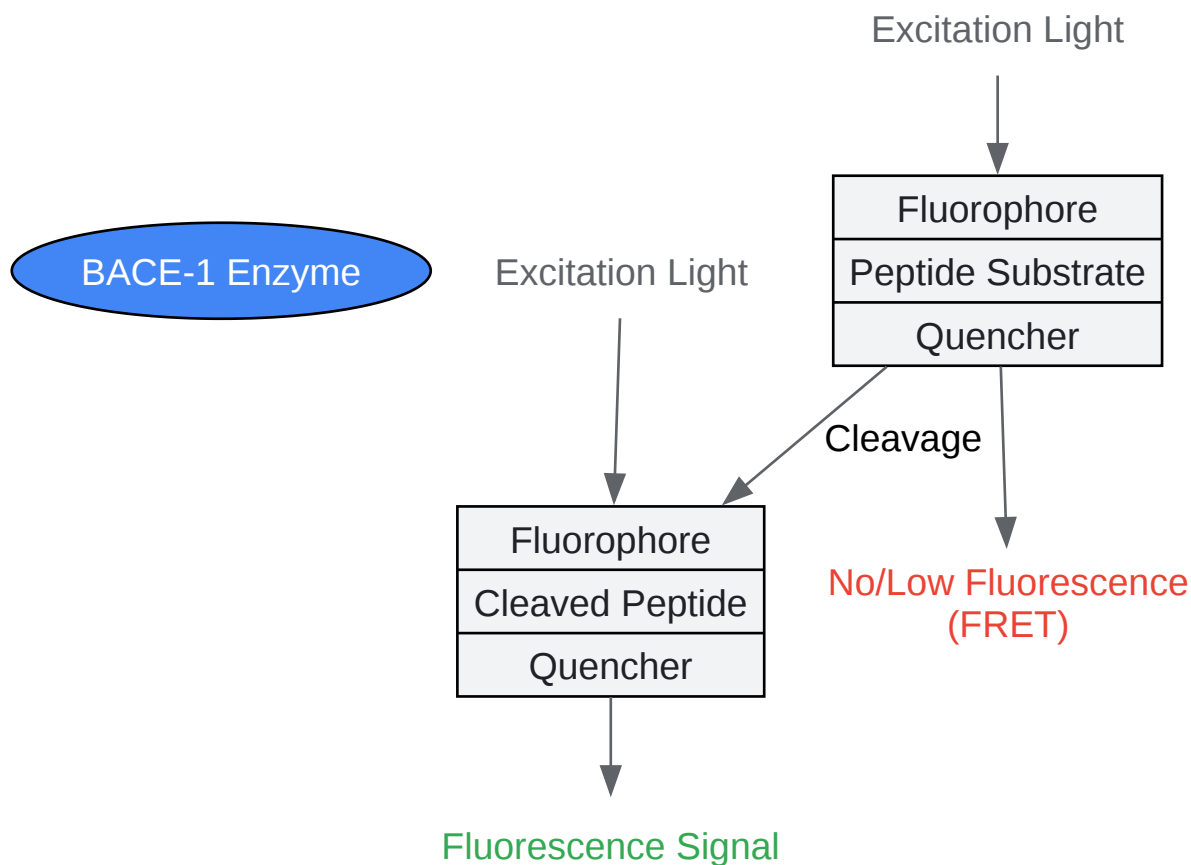 Excitation Light
Fluorophore
Peptide Substrate
Quencher
BACE-1 Enzyme
Excitation Light
Cleavage
Fluorophore
Cleaved Peptide
Quencher
No/Low Fluorescence
(FRET)
Fluorescence Signal